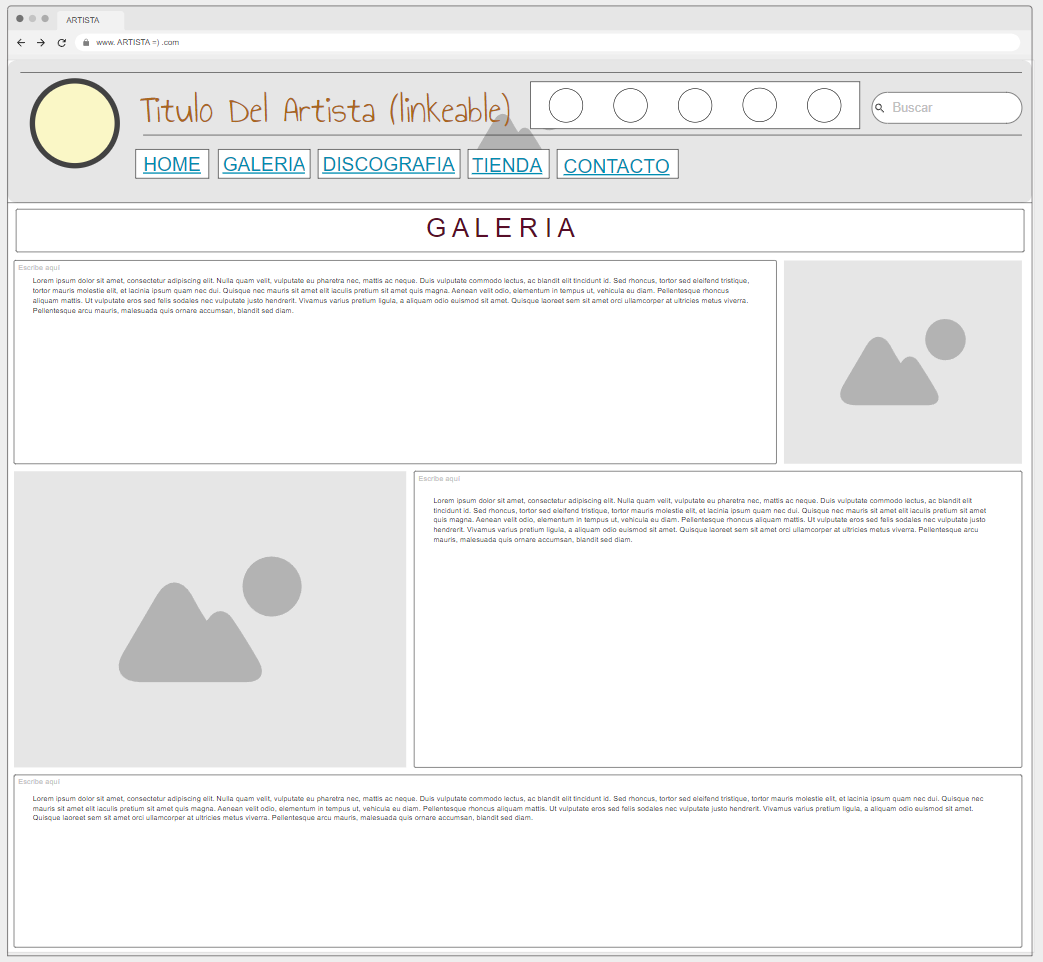 ARTISTA
www. ARTISTA =) .com
Titulo Del Artista (linkeable)
Buscar
HOME GALERIA DISCOGRAFIA TIENDA CONTACTO
GALERIA
Escribe aquí
Lorem ipsum dolor sit amet, consectetur adipiscing elit. Nulla quam velit, vulputate eu pharetra nec, mattis ac neque. Duis vulputate commodo lectus, ac blandit elit tincidunt id. Sed rhoncus, tortor sed eleifend tristique,
tortor mauris molestie elit, et lacinia ipsum quam nec dui. Quisque nec mauris sit amet elit iaculis pretium sit amet quis magna. Aenean velit odio, elementum in tempus ut, vehicula eu diam. Pellentesque rhoncus
aliquam mattis. Ut vulputate eros sed felis sodales nec vulputate justo hendrerit. Vivamus varius pretium ligula, a aliquam odio euismod sit amet. Quisque laoreet sem sit amet orci ullamcorper at ultricies metus viverra.
Pellentesque arcu mauris, malesuada quis ornare accumsan, blandit sed diam.
Escribe aquí
Lorem ipsum dolor sit amet, consectetur adipiscing elit. Nulla quam velit, vulputate eu pharetra nec, mattis ac neque. Duis vulputate commodo lectus, ac blandit elit
tincidunt id. Sed rhoncus, tortor sed eleifend tristique, tortor mauris molestie elit, et lacinia ipsum quam nec dui. Quisque nec mauris sit amet elit iaculis pretium sit amet
quis magna. Aenean velit odio, elementum in tempus ut, vehicula eu diam. Pellentesque rhoncus aliquam mattis. Ut vulputate eros sed felis sodales nec vulputate justo
hendrerit. Vivamus varius pretium ligula, a aliquam odio euismod sit amet. Quisque laoreet sem sit amet orci ullamcorper at ultricies metus viverra. Pellentesque arcu
mauris, malesuada quis ornare accumsan, blandit sed diam.
Escribe aquí
Lorem ipsum dolor sit amet, consectetur adipiscing elit. Nulla quam velit, vulputate eu pharetra nec, mattis ac neque. Duis vulputate commodo lectus, ac blandit elit tincidunt id. Sed rhoncus, tortor sed eleifend tristique, tortor mauris molestie elit, et lacinia ipsum quam nec dui. Quisque nec
mauris sit amet elit iaculis pretium sit amet quis magna. Aenean velit odio, elementum in tempus ut, vehicula eu diam. Pellentesque rhoncus aliquam mattis. Ut vulputate eros sed felis sodales nec vulputate justo hendrerit. Vivamus varius pretium ligula, a aliquam odio euismod sit amet.
Quisque laoreet sem sit amet orci ullamcorper at ultricies metus viverra. Pellentesque arcu mauris, malesuada quis ornare accumsan, blandit sed diam.